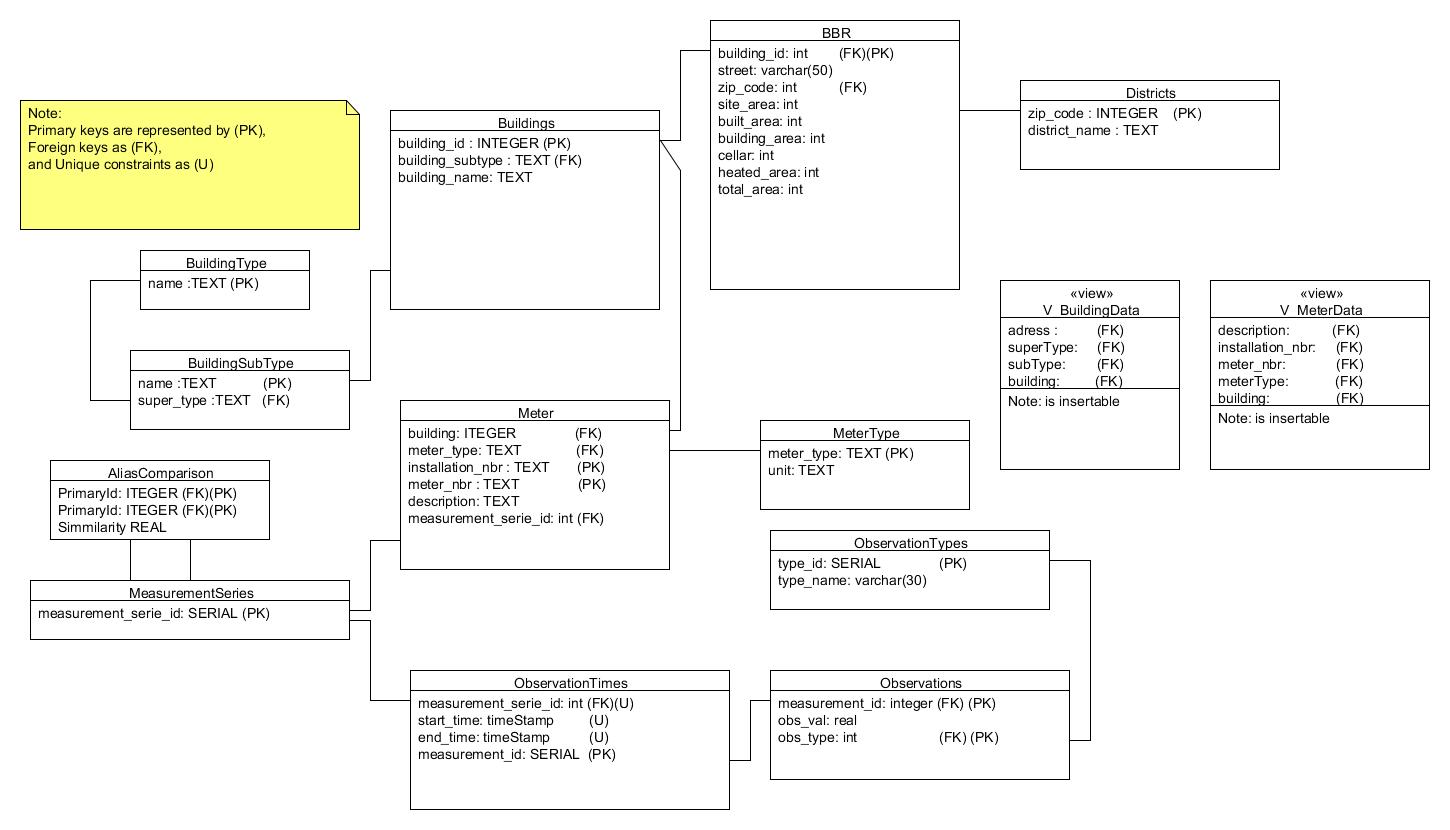 Note:
Primary keys are represented by (PK),
Foreign keys as (FK),
and Unique constraints as (U)
Buildings
building_id : INTEGER (PK)
building_subtype : TEXT (FK)
building_name: TEXT
BBR
building_id: int (FK)(PK)
street: varchar(50)
zip_code: int (FK)
site_area: int
built_area: int
building_area: int
cellar: int
heated_area: int
total_area: int
Districts
zip_code : INTEGER (PK)
district_name : TEXT
BuildingType
name :TEXT (PK)
BuildingSubType
name :TEXT (PK)
super_type :TEXT (FK)
«view»
V_BuildingData
adress : (FK)
superType: (FK)
subType: (FK)
building: (FK)
Note: is insertable
«view»
V_MeterData
description: (FK)
installation_nbr: (FK)
meter_nbr: (FK)
meterType: (FK)
building: (FK)
Note: is insertable
Meter
building: ITEGER (FK)
meter_type: TEXT (FK)
installation_nbr : TEXT (PK)
meter_nbr : TEXT (PK)
description: TEXT
measurement_serie_id: int (FK)
MeterType
meter_type: TEXT (PK)
unit: TEXT
AliasComparison
PrimaryId: ITEGER (FK)(PK)
PrimaryId: ITEGER (FK)(PK)
Simmilarity REAL
MeasurementSeries
measurement_serie_id: SERIAL (PK)
ObservationTypes
type_id: SERIAL (PK)
type_name: varchar(30)
ObservationTimes
measurement_serie_id: int (FK)(U)
start_time: timeStamp (U)
end_time: timeStamp (U)
measurement_id: SERIAL (PK)
Observations
measurement_id: integer (FK) (PK)
obs_val: real
obs_type: int (FK) (PK)